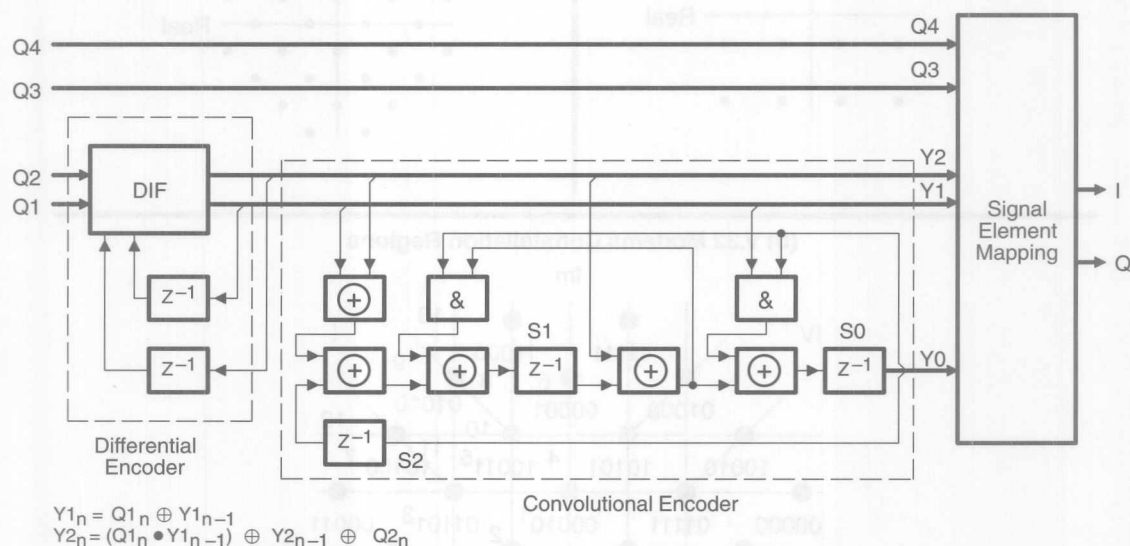 Q4
Q4
Q3
Q3
Y2
Q2
DIF
Y1
Q1
I
Signal
Element
Mapping
Q
z⁻¹
+
&
&
S1
S0
z⁻¹
+
+
z⁻¹
+
+
z⁻¹
Y0
Differential
Encoder
z⁻¹
S2
Convolutional Encoder
Y1n = Q1n ⊕ Y1n−1
Y2n = (Q1n • Y1n−1) ⊕ Y2n−1 ⊕ Q2n